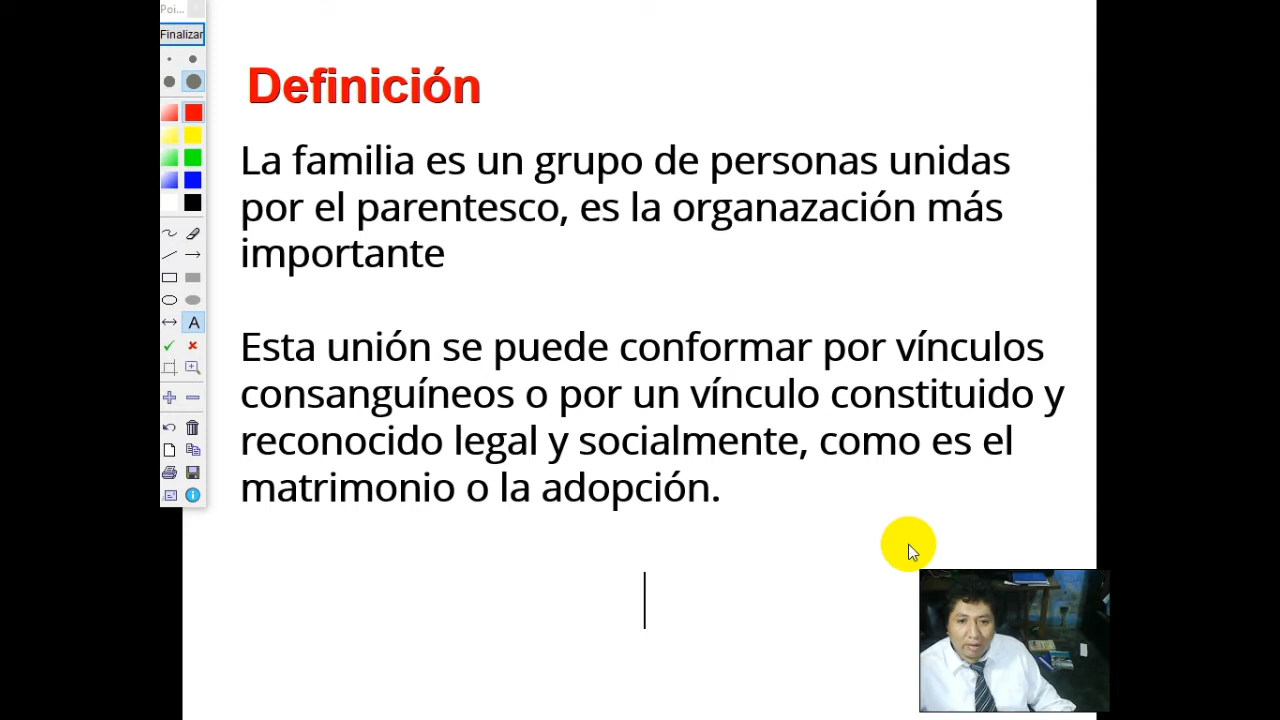 Poi...
Finalizar
Definición
La familia es un grupo de personas unidas
por el parentesco, es la organazación más
importante
Esta unión se puede conformar por vínculos
consanguíneos o por un vínculo constituido y
reconocido legal y socialmente, como es el
matrimonio o la adopción.
A